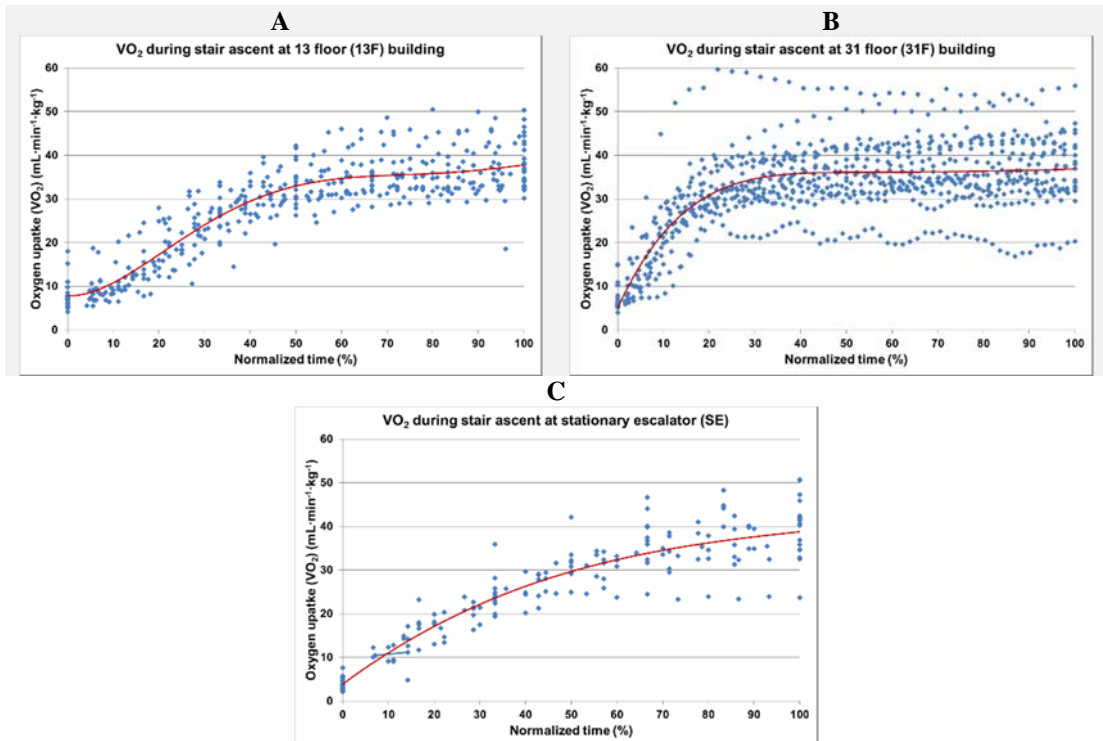 A
VO₂ during stair ascent at 13 floor (13F) building
Oxygen upatke (VO₂) (mL·min⁻¹·kg⁻¹)
60
50
40
30
20
10
0
0 10 20 30 40 50 60 70 80 90 100
Normalized time (%)
B
VO₂ during stair ascent at 31 floor (31F) building
Oxygen upatke (VO₂) (mL·min⁻¹·kg⁻¹)
60
50
40
30
20
10
0
0 10 20 30 40 50 60 70 80 90 100
Normalized time (%)
C
VO₂ during stair ascent at stationary escalator (SE)
Oxygen upatke (VO₂) (mL·min⁻¹·kg⁻¹)
60
50
40
30
20
10
0
0 10 20 30 40 50 60 70 80 90 100
Normalized time (%)